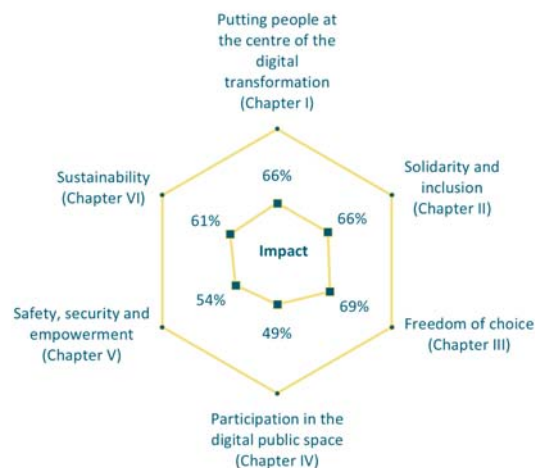 Putting people at
the centre of the
digital
transformation
(Chapter I)
Sustainability
(Chapter VI)
66%
Solidarity and
inclusion
(Chapter II)
61%
66%
Impact
54%
69%
Safety, security and
empowerment
(Chapter V)
49%
Freedom of choice
(Chapter III)
Participation in the
digital public space
(Chapter IV)